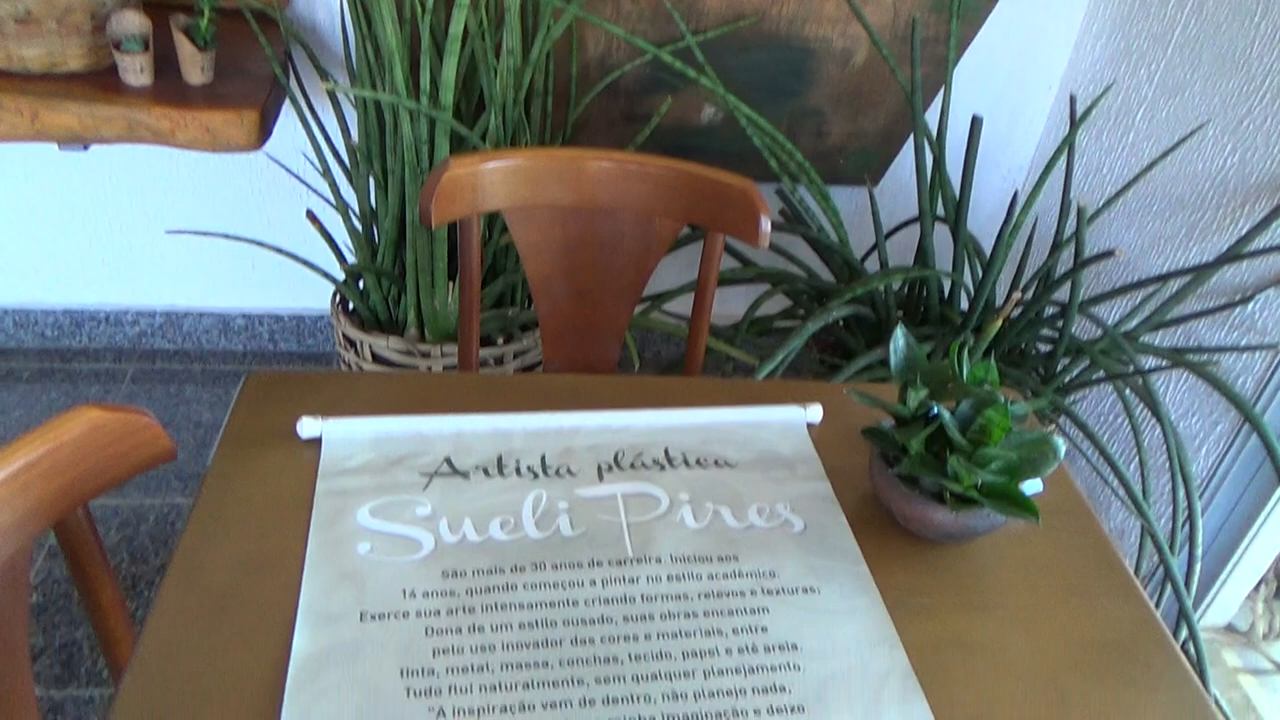 Artista plástica
Sueli Pires
São mais de 30 anos de carreira. Iniciou aos
14 anos, quando começou a pintar no estilo acadêmico.
Exerce sua arte intensamente criando formas, relevos e texturas;
Dona de um estilo ousado, suas obras encantam
pelo uso inovador das cores e materiais, entre
tinta, metal, massa, conchas, tecido, papel e até areia.
Tudo flui naturalmente, sem qualquer planejamento.
"A inspiração vem de dentro, não planejo nada,
minha imaginação e deixo